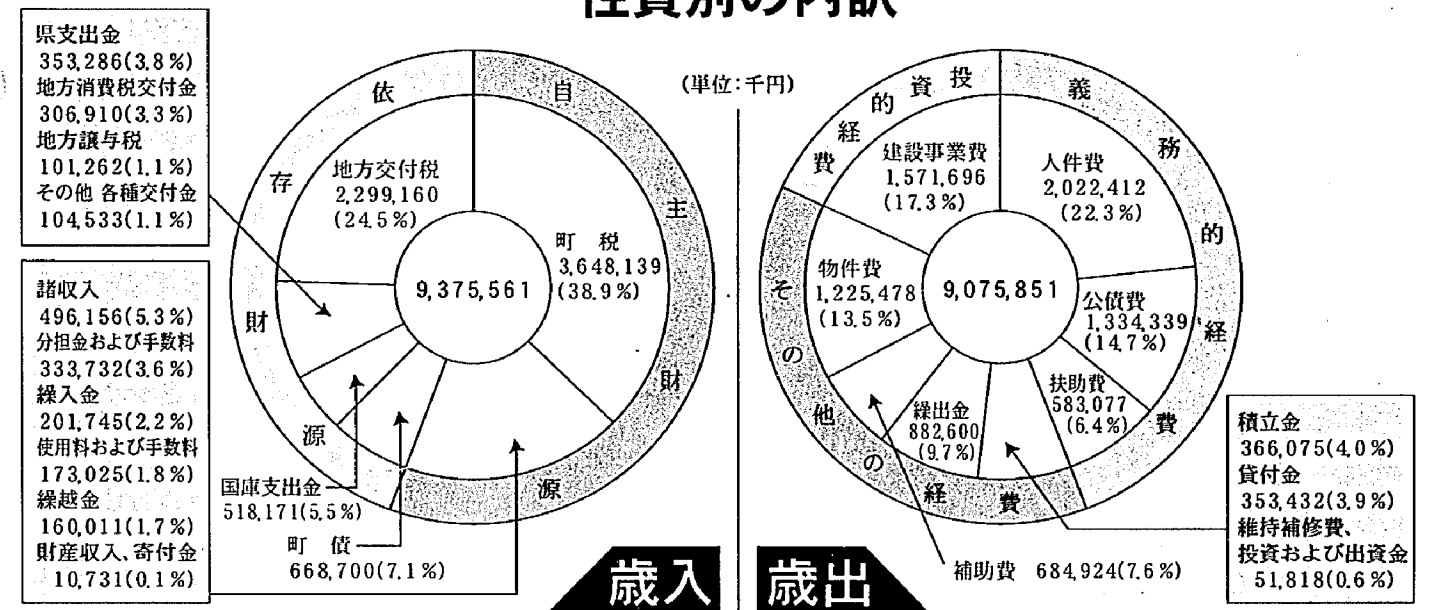 性質別の内訳
(単位:千円)
県支出金
353,286(3.8%)
地方消費税交付金
306,910(3.3%)
地方譲与税
101,262(1.1%)
その他 各種交付金
104,533(1.1%)
諸収入
496,156(5.3%)
分担金および手数料
333,732(3.6%)
繰入金
201,745(2.2%)
使用料および手数料
173,025(1.8%)
繰越金
160,011(1.7%)
財産収入、寄付金
10,731(0.1%)
依存財源
自主財源
地方交付税
2,299,160
(24.5%)
町 税
3,648,139
(38.9%)
9,375,561
国庫支出金
518,171(5.5%)
町 債
668,700(7.1%)
歳入
投資的経費
義務的経費
その他の経費
建設事業費
1,571,696
(17.3%)
人件費
2,022,412
(22.3%)
物件費
1,225,478
(13.5%)
9,075,851
公債費
1,334,339
(14.7%)
扶助費
583,077
(6.4%)
繰出金
882,600
(9.7%)
補助費 684,924(7.6%)
積立金
366,075(4.0%)
貸付金
353,432(3.9%)
維持補修費、
投資および出資金
51,818(0.6%)
歳出